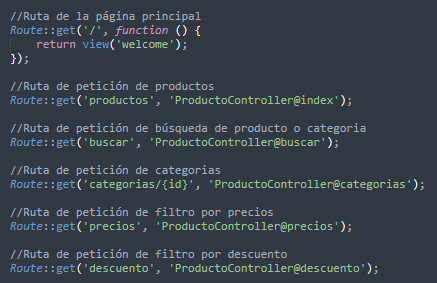 //Ruta de la página principal
Route::get('/', function () {
    return view('welcome');
});

//Ruta de petición de productos
Route::get('productos', 'ProductoController@index');

//Ruta de petición de búsqueda de producto o categoria
Route::get('buscar', 'ProductoController@buscar');

//Ruta de petición de categorias
Route::get('categorias/{id}', 'ProductoController@categorias');

//Ruta de petición de filtro por precios
Route::get('precios', 'ProductoController@precios');

//Ruta de petición de filtro por descuento
Route::get('descuento', 'ProductoController@descuento');